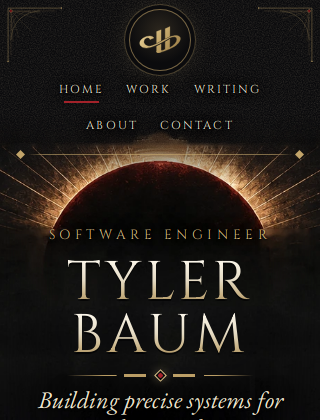 HOME WORK WRITING
ABOUT CONTACT
SOFTWARE ENGINEER
TYLER
BAUM
Building precise systems for